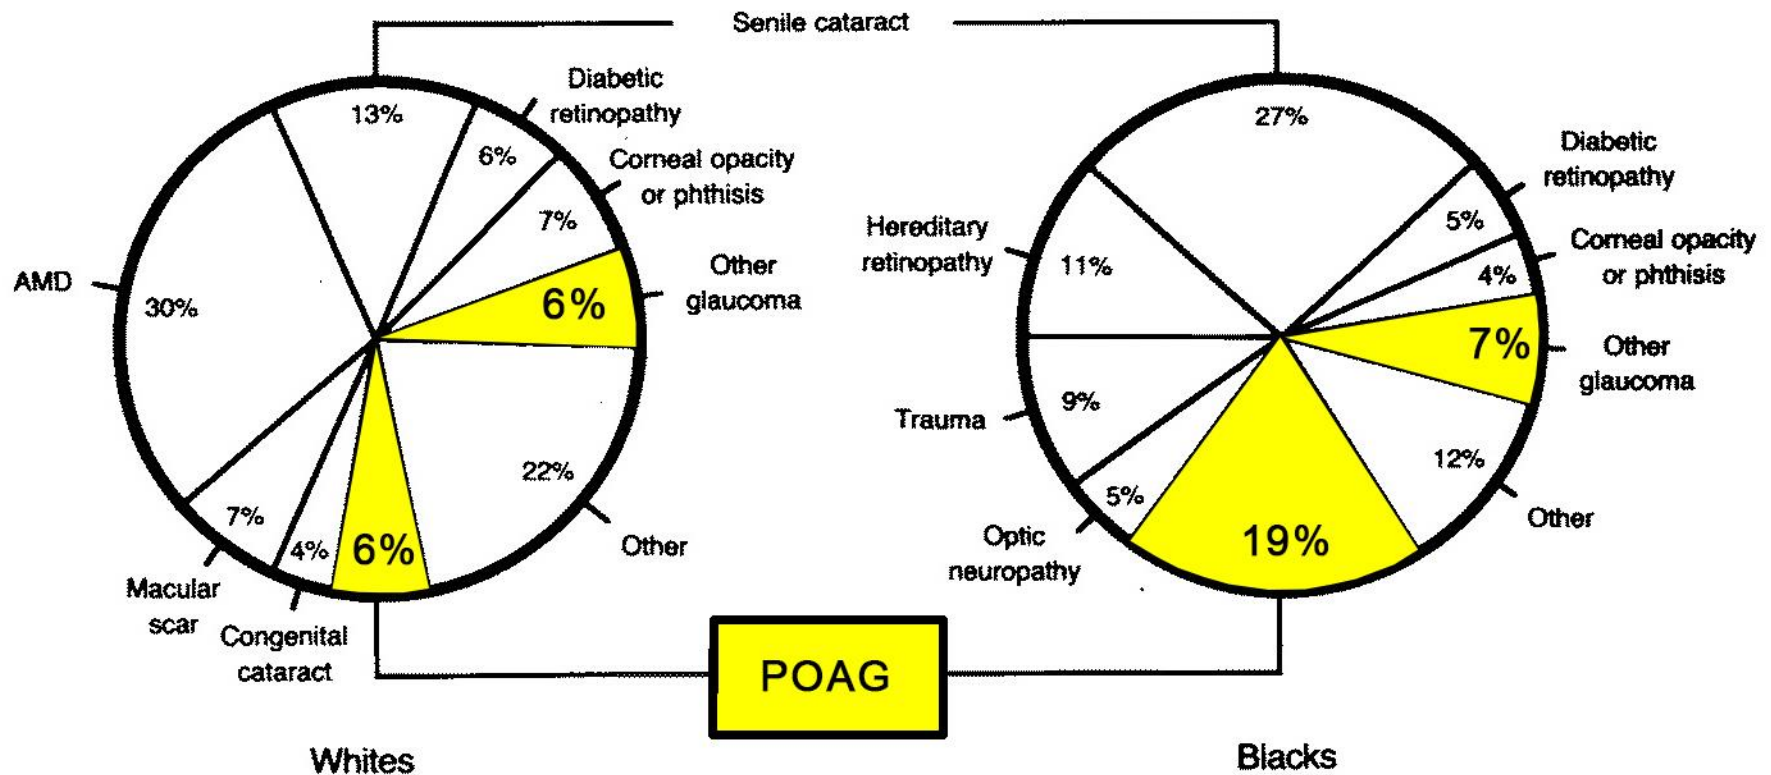 Senile cataract
13%
Diabetic
retinopathy
6%
Corneal opacity
or phthisis
7%
Other
glaucoma
6%
AMD
30%
22%
Other
7%
4%
6%
Macular
scar
Congenital
cataract
Whites
27%
Diabetic
retinopathy
5%
Corneal opacity
or phthisis
4%
Hereditary
retinopathy
11%
7%
Other
glaucoma
Trauma
9%
12%
Other
5%
19%
Optic
neuropathy
POAG
Blacks